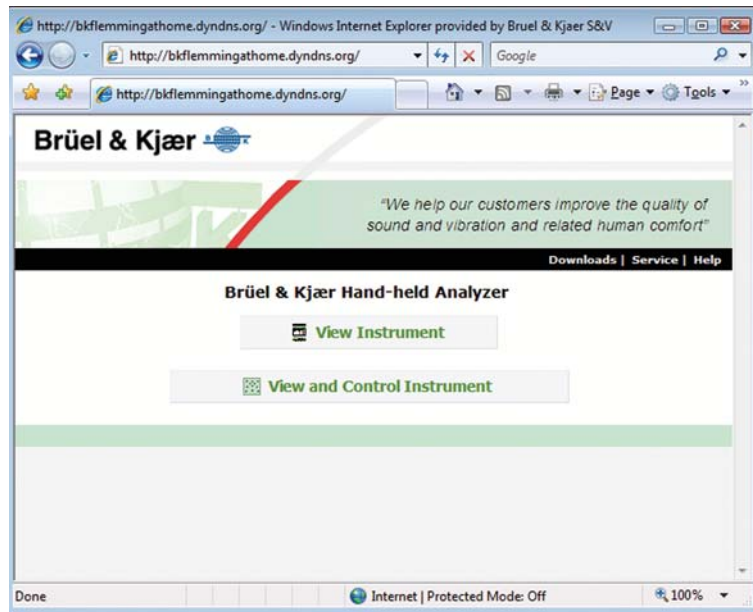 http://bkflemmingathome.dyndns.org/ - Windows Internet Explorer provided by Bruel & Kjaer S&V
http://bkflemmingathome.dyndns.org/ Google
http://bkflemmingathome.dyndns.org/ Page Tools
Brüel & Kjær
"We help our customers improve the quality of
sound and vibration and related human comfort"
Downloads | Service | Help
Brüel & Kjær Hand-held Analyzer
View Instrument
View and Control Instrument
Done Internet | Protected Mode: Off 100%